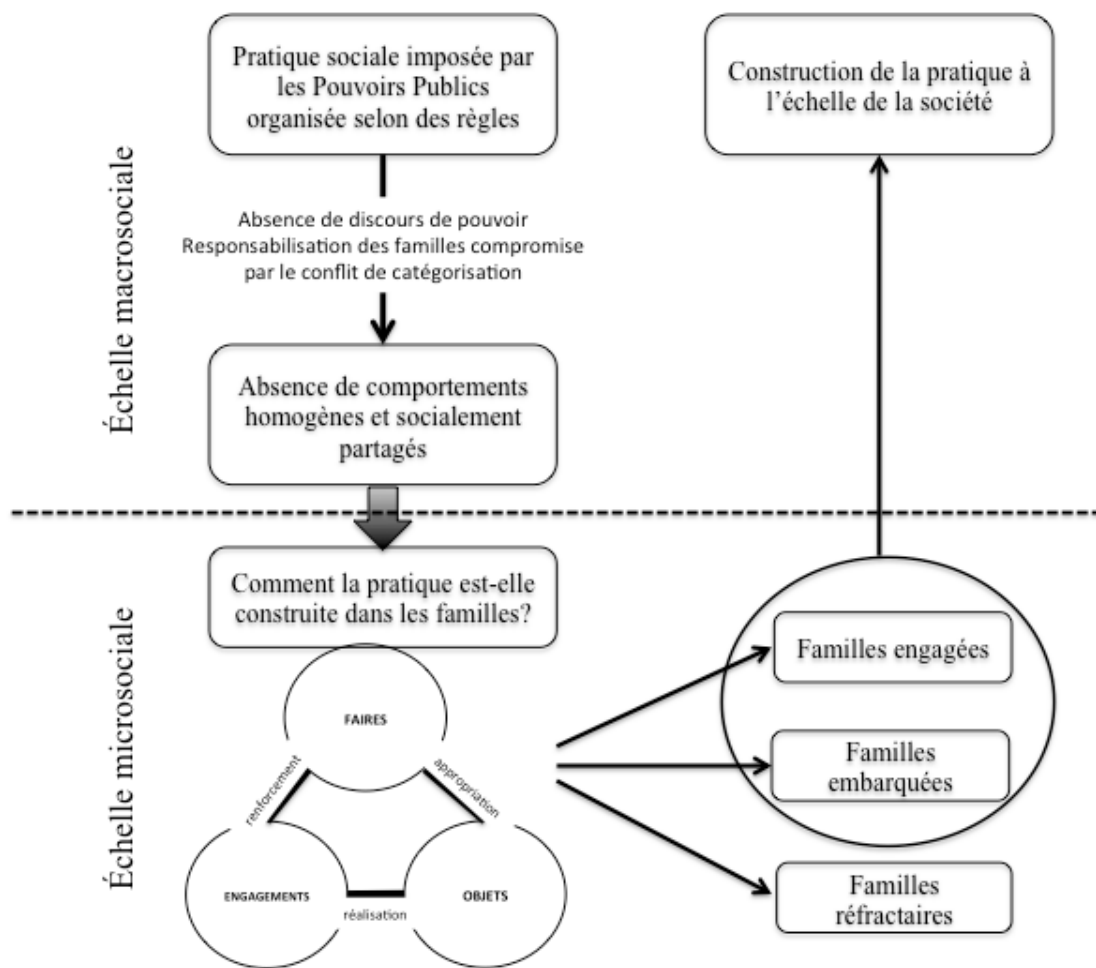 Échelle macrosociale
Pratique sociale imposée par
les Pouvoirs Publics
organisée selon des règles
Absence de discours de pouvoir
Responsabilisation des familles compromise
par le conflit de catégorisation
Absence de comportements
homogènes et socialement
partagés
Construction de la pratique à
l'échelle de la société
Échelle microsociale
Comment la pratique est-elle
construite dans les familles?
FAIRES
renforcement
appropriation
ENGAGEMENTS
OBJETS
réalisation
Familles engagées
Familles
embarquées
Familles
réfractaires